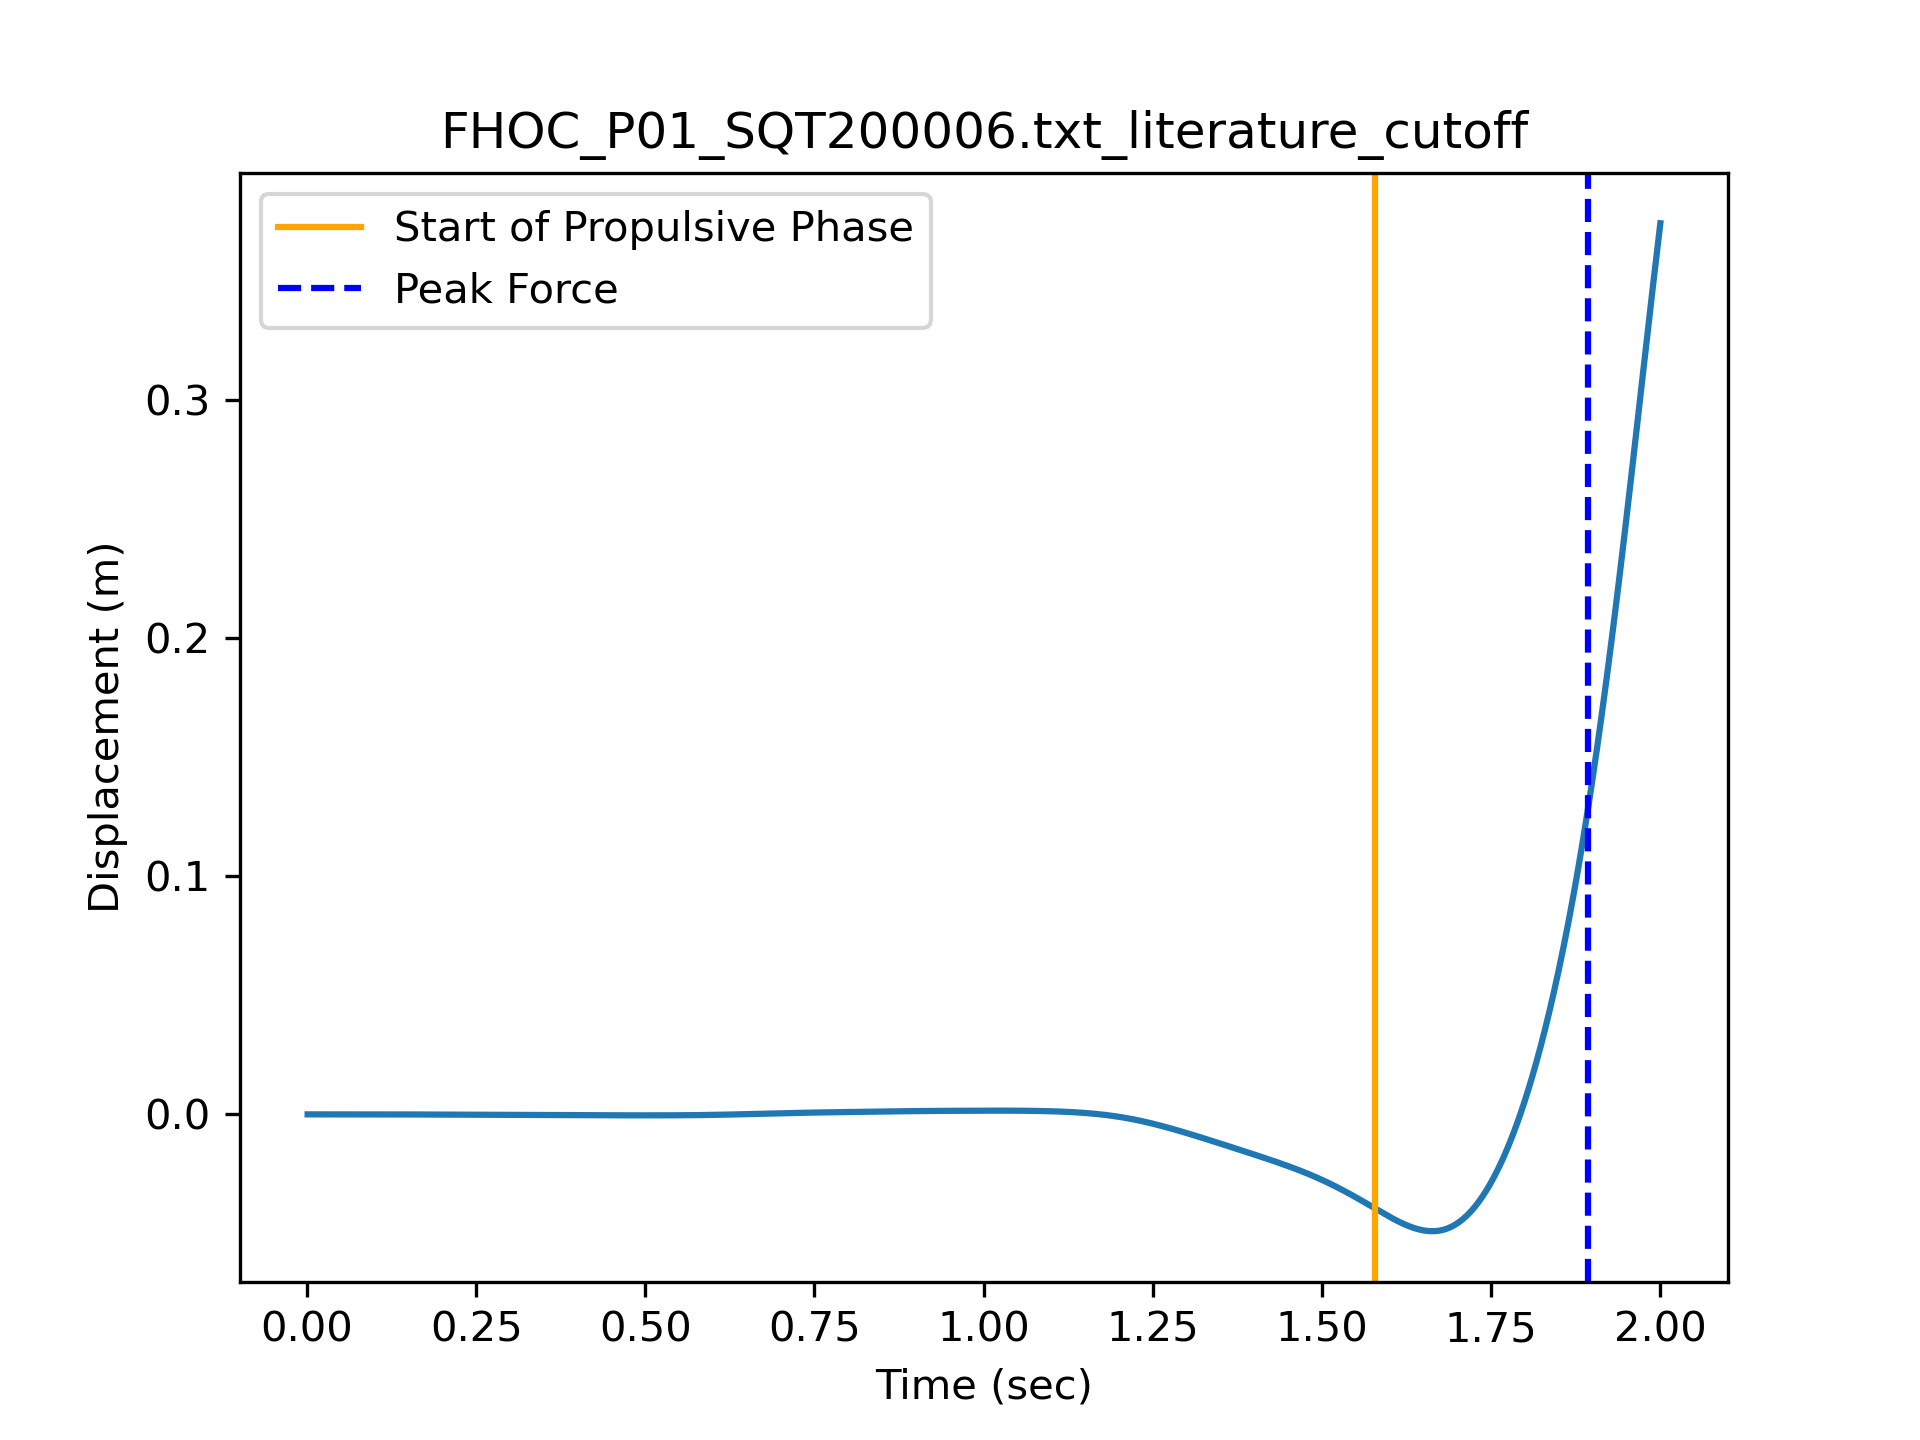 FHOC_P01_SQT200006.txt_literature_cutoff
Start of Propulsive Phase
Peak Force
Displacement (m)
0.3
0.2
0.1
0.0
0.00 0.25 0.50 0.75 1.00 1.25 1.50 1.75 2.00
Time (sec)